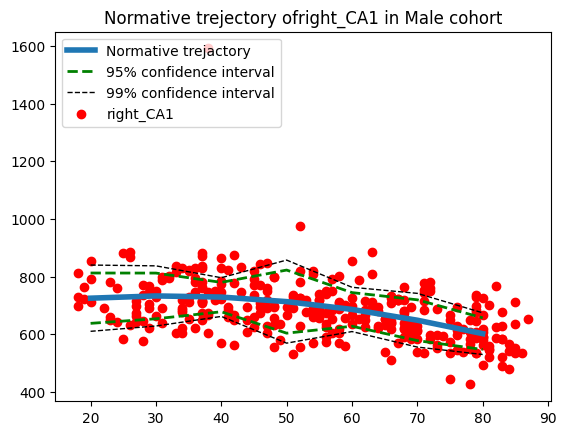 Normative trejectory ofright_CA1 in Male cohort
1600
1400
1200
1000
800
600
400
Normative trejactory
95% confidence interval
99% confidence interval
right_CA1
20 30 40 50 60 70 80 90